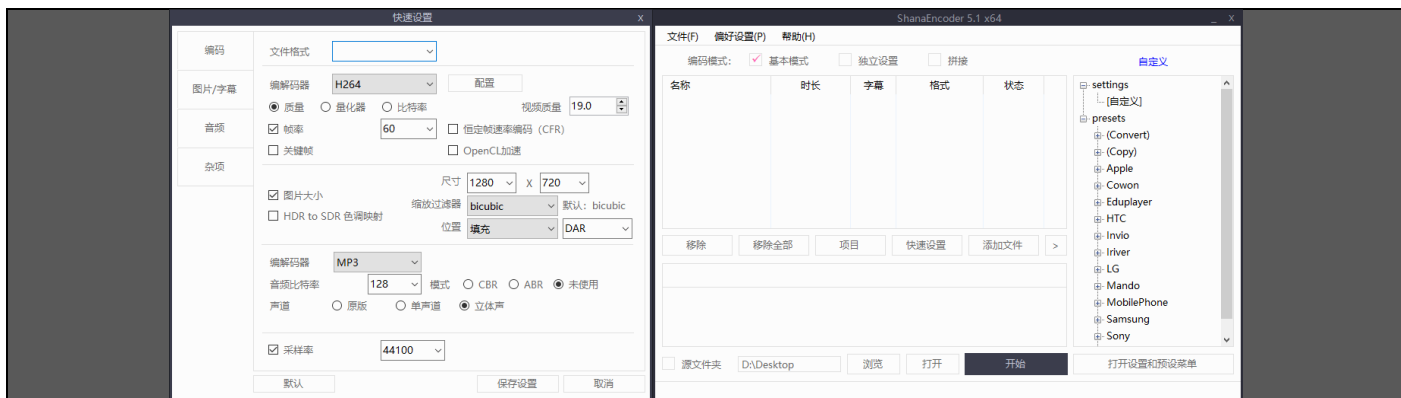 快速设置 X
编码
图片/字幕
音频
杂项
文件格式
编解码器 H264 配置
质量 量化器 比特率 视频质量 19.0
帧率 60 恒定帧速率编码（CFR）
关键帧 OpenCL加速
尺寸 1280 X 720
图片大小
缩放过滤器 bicubic 默认：bicubic
HDR to SDR 色调映射
位置 填充 DAR
编解码器 MP3
音频比特率 128 模式 CBR ABR 未使用
声道 原版 单声道 立体声
采样率 44100
默认 保存设置 取消
ShanaEncoder 5.1 x64 _ X
文件(F) 偏好设置(P) 帮助(H)
编码模式： 基本模式 独立设置 拼接 自定义
名称 时长 字幕 格式 状态
settings
[自定义]
presets
(Convert)
(Copy)
Apple
Cowon
Eduplayer
HTC
Invio
Iriver
LG
Mando
MobilePhone
Samsung
Sony
移除 移除全部 项目 快速设置 添加文件 >
源文件夹 D:\Desktop 浏览 打开 开始 打开设置和预设菜单